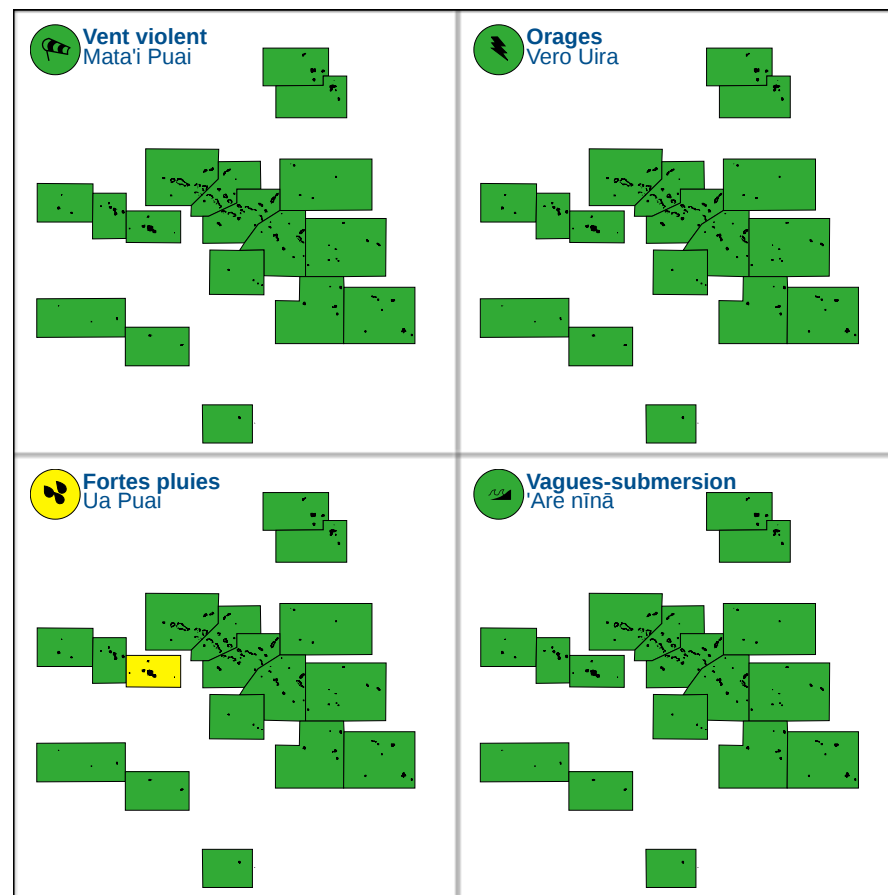 Vent violent
Mata'i Puai
Orages
Vero Uira
Fortes pluies
Ua Puai
Vagues-submersion
'Are nīnā